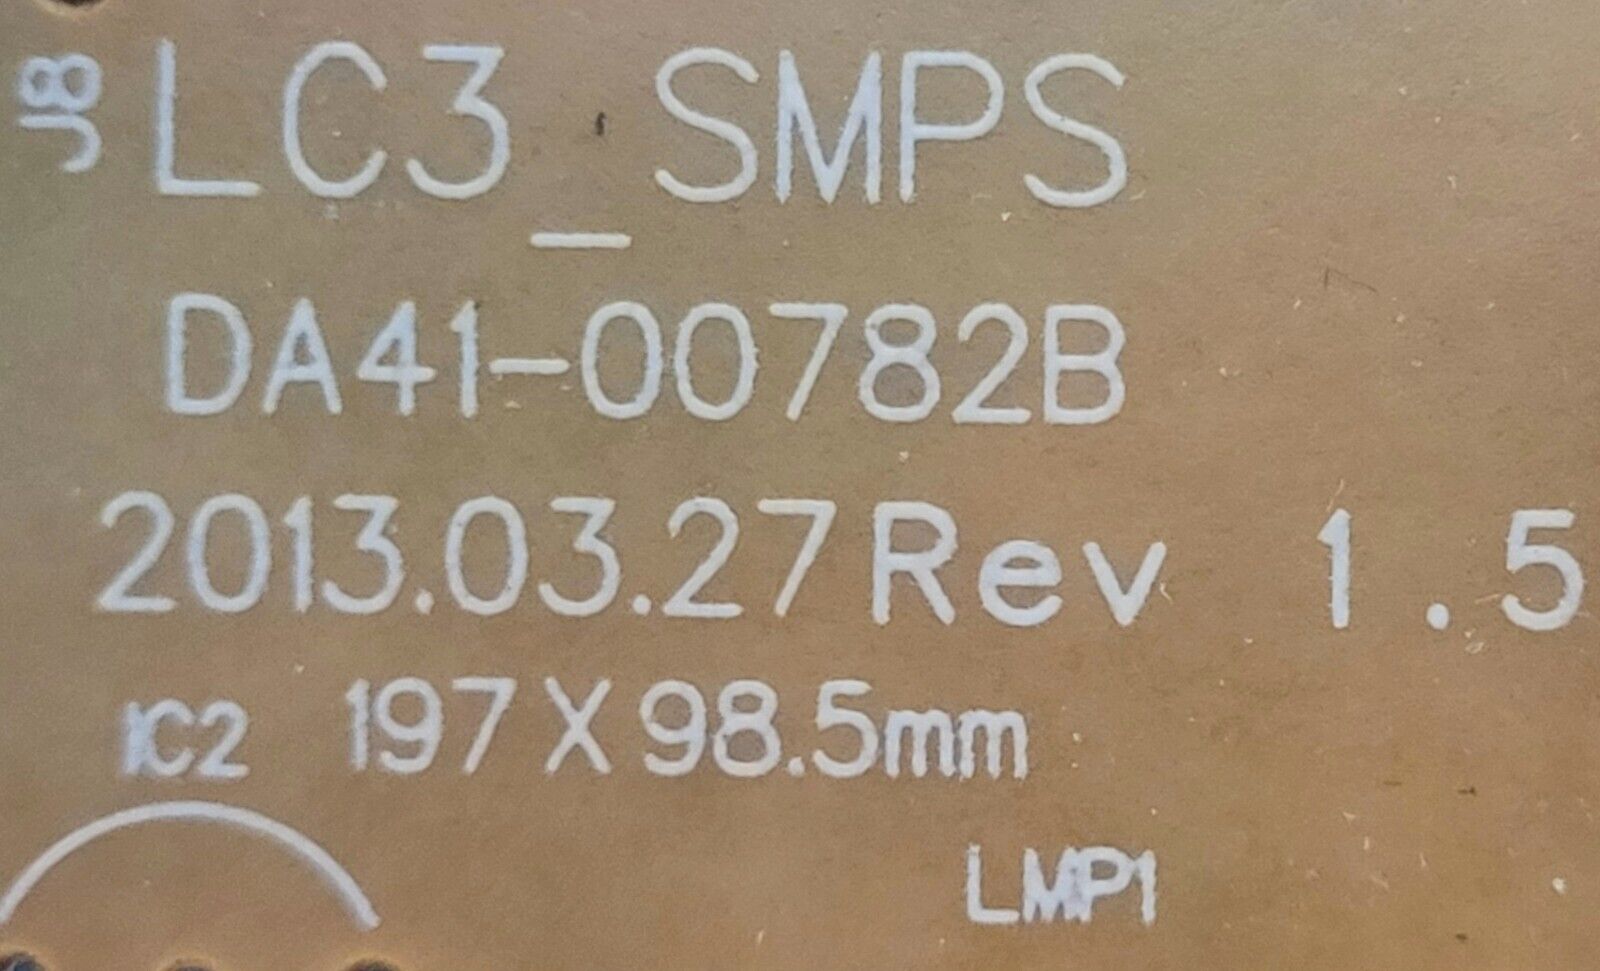 J8
LC3_SMPS
DA41-00782B
2013.03.27 Rev 1.5
IC2 197 X 98.5mm
LMP1